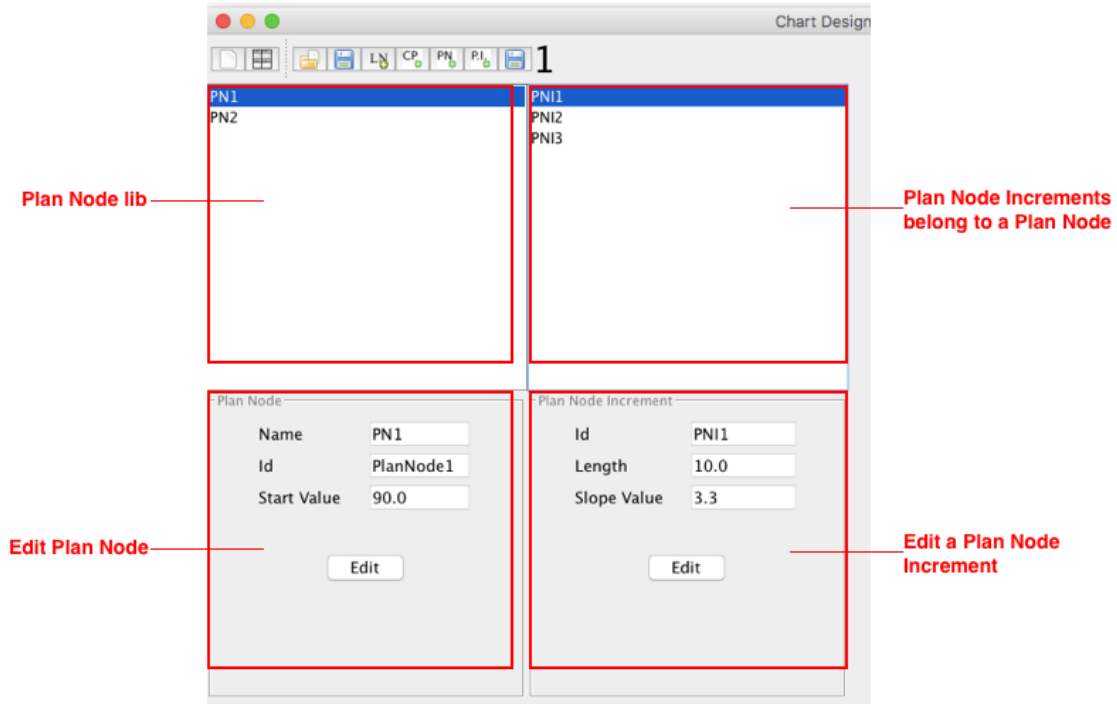 Chart Design
LN CP PN P.I. 1
PN1
PN2
PNI1
PNI2
PNI3
Plan Node lib
Plan Node Increments
belong to a Plan Node
Plan Node
Name PN1
Id PlanNode1
Start Value 90.0
Edit
Plan Node Increment
Id PNI1
Length 10.0
Slope Value 3.3
Edit
Edit Plan Node
Edit a Plan Node
Increment